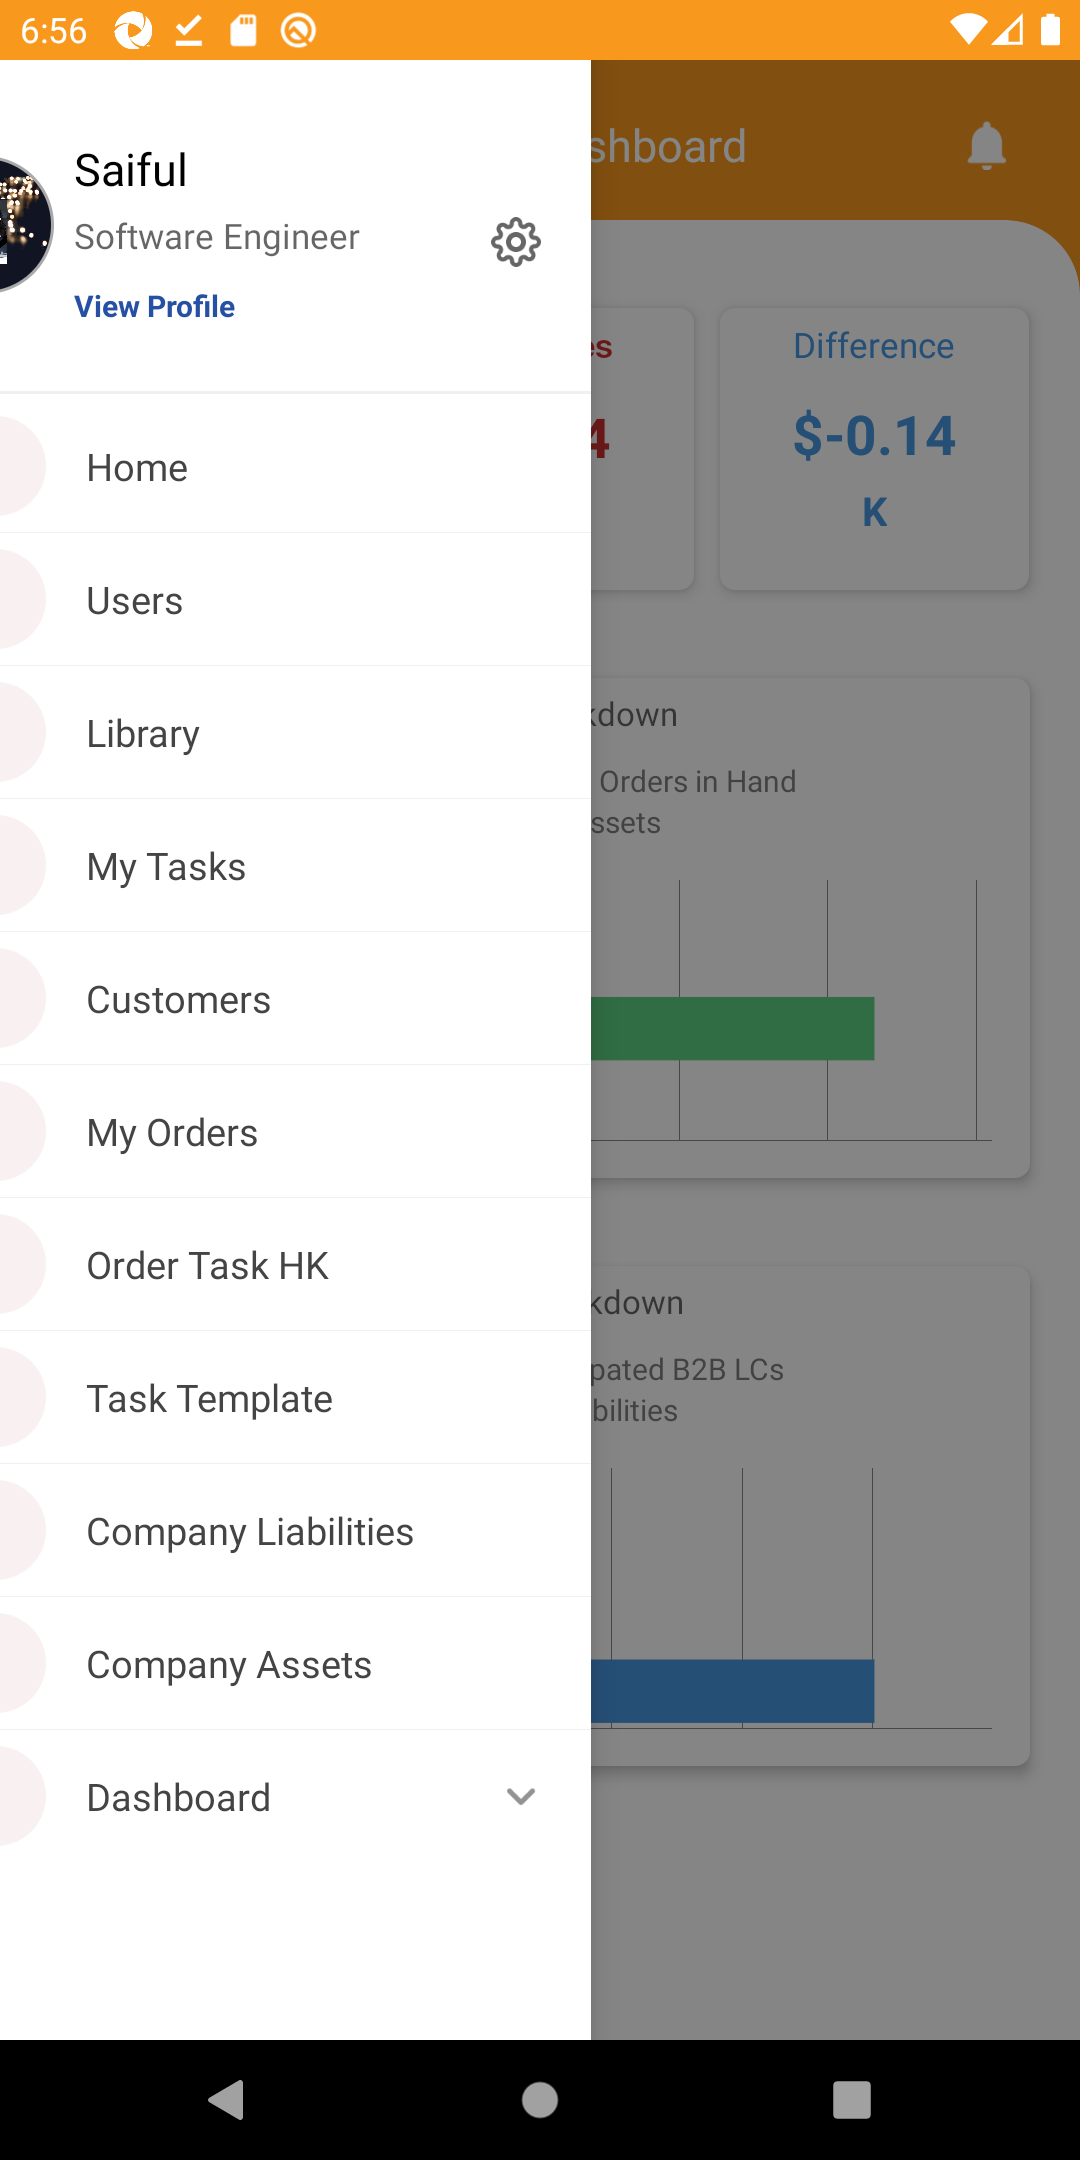 6:56
shboard
Saiful
Software Engineer
View Profile
es
4
Difference
$-0.14
K
Home
Users
Library
My Tasks
Customers
My Orders
Order Task HK
Task Template
Company Liabilities
Company Assets
Dashboard
kdown
Orders in Hand
ssets
kdown
pated B2B LCs
bilities